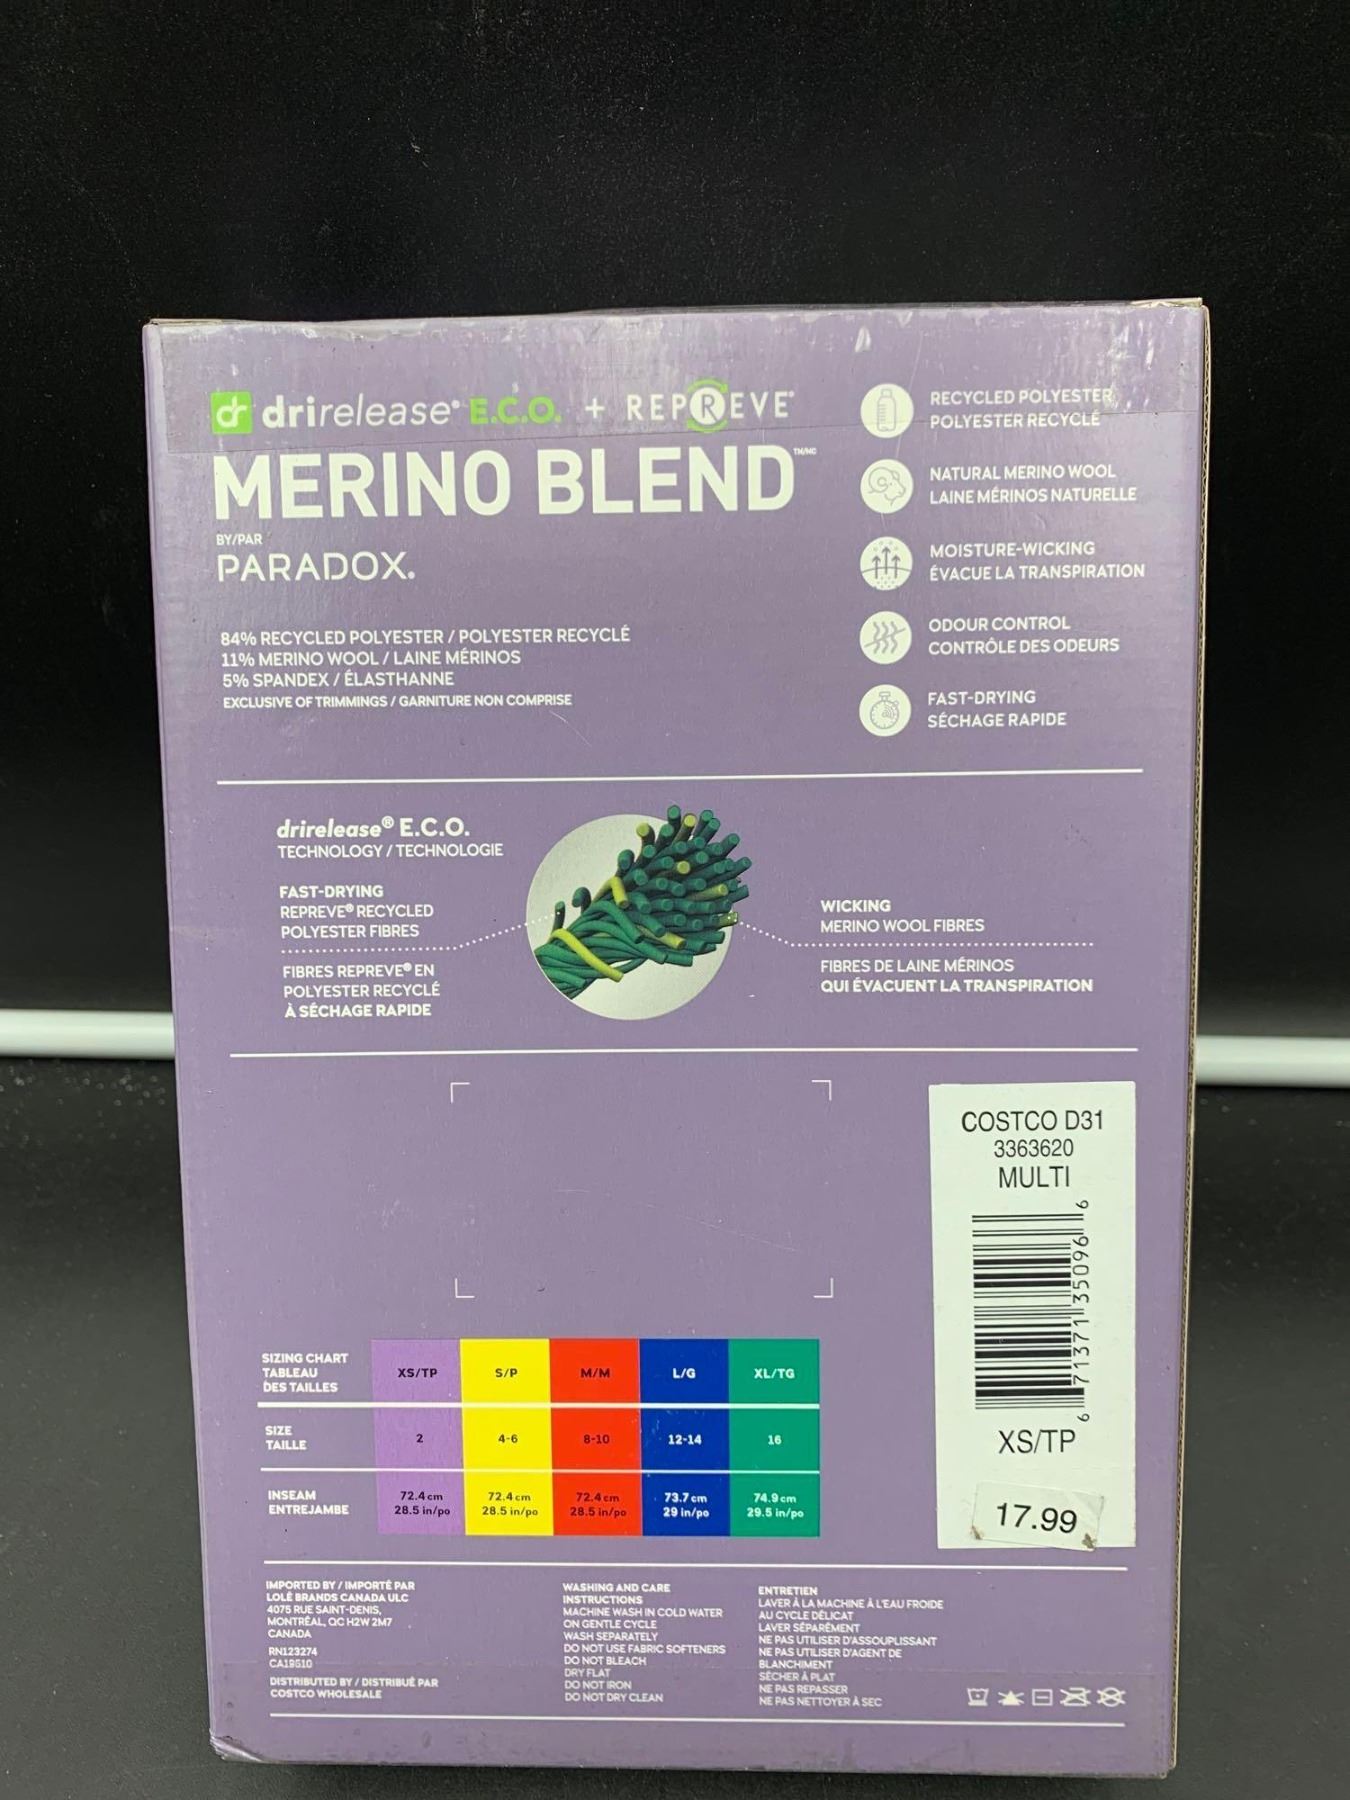 dr drirelease® E.C.O. + REPREVE®
MERINO BLEND™/MC
BY/PAR
PARADOX.
84% RECYCLED POLYESTER / POLYESTER RECYCLÉ
11% MERINO WOOL / LAINE MÉRINOS
5% SPANDEX / ÉLASTHANNE
EXCLUSIVE OF TRIMMINGS / GARNITURE NON COMPRISE
RECYCLED POLYESTER
POLYESTER RECYCLÉ
NATURAL MERINO WOOL
LAINE MÉRINOS NATURELLE
MOISTURE-WICKING
ÉVACUE LA TRANSPIRATION
ODOUR CONTROL
CONTRÔLE DES ODEURS
FAST-DRYING
SÉCHAGE RAPIDE
drirelease® E.C.O.
TECHNOLOGY / TECHNOLOGIE
FAST-DRYING
REPREVE® RECYCLED
POLYESTER FIBRES
FIBRES REPREVE® EN
POLYESTER RECYCLÉ
À SÉCHAGE RAPIDE
WICKING
MERINO WOOL FIBRES
FIBRES DE LAINE MÉRINOS
QUI ÉVACUENT LA TRANSPIRATION
COSTCO D31
3363620
MULTI
6 71371 35096 6
XS/TP
17.99
SIZING CHART
TABLEAU
DES TAILLES
XS/TP S/P M/M L/G XL/TG
SIZE
TAILLE
2 4-6 8-10 12-14 16
INSEAM
ENTREJAMBE
72.4 cm 72.4 cm 72.4 cm 73.7 cm 74.9 cm
28.5 in/po 28.5 in/po 28.5 in/po 29 in/po 29.5 in/po
IMPORTED BY / IMPORTÉ PAR
LOLË BRANDS CANADA ULC
4075 RUE SAINT-DENIS,
MONTRÉAL, QC H2W 2M7
CANADA
RN123274
CA19510
DISTRIBUTED BY / DISTRIBUÉ PAR
COSTCO WHOLESALE
WASHING AND CARE
INSTRUCTIONS
MACHINE WASH IN COLD WATER
ON GENTLE CYCLE
WASH SEPARATELY
DO NOT USE FABRIC SOFTENERS
DO NOT BLEACH
DRY FLAT
DO NOT IRON
DO NOT DRY CLEAN
ENTRETIEN
LAVER À LA MACHINE À L'EAU FROIDE
AU CYCLE DÉLICAT
LAVER SÉPARÉMENT
NE PAS UTILISER D'ASSOUPLISSANT
NE PAS UTILISER D'AGENT DE
BLANCHIMENT
SÉCHER À PLAT
NE PAS REPASSER
NE PAS NETTOYER À SEC